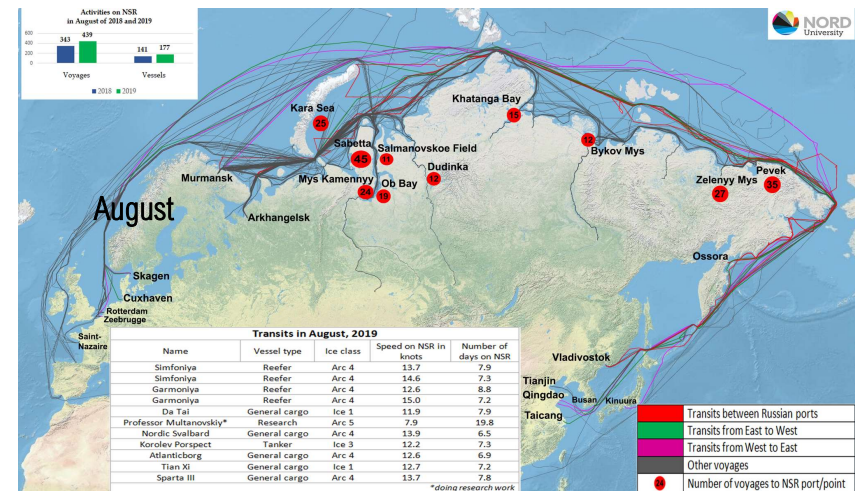 Activities on NSR
in August of 2018 and 2019
600
400
200
0
343
439
141
177
Voyages
Vessels
2018
2019
NORD
University
Khatanga Bay
15
Kara Sea
25
Sabetta
45
Salmanovskoe Field
11
Bykov Mys
Dudinka
12
Murmansk
Mys Kamennyy
24
Ob Bay
19
Zelenyy Mys
27
Pevek
35
August
Arkhangelsk
Ossora
Skagen
Cuxhaven
Rotterdam
Zeebrugge
Saint-
Nazaire
Vladivostok
Tianjin
Qingdao
Busan
Kinuura
Taicang
Transits in August, 2019
Name Vessel type Ice class Speed on NSR in knots Number of days on NSR
Simfoniya Reefer Arc 4 13.7 7.9
Simfoniya Reefer Arc 4 14.6 7.3
Garmoniya Reefer Arc 4 12.6 8.8
Garmoniya Reefer Arc 4 15.0 7.2
Da Tai General cargo Ice 1 11.9 7.9
Professor Multanovskiy* Research Arc 5 7.9 19.8
Nordic Svalbard General cargo Arc 4 13.9 6.5
Korolev Porspect Tanker Ice 3 12.2 7.3
Atlanticborg General cargo Arc 4 12.6 6.9
Tian Xi General cargo Ice 1 12.7 7.2
Sparta III General cargo Arc 4 13.7 7.8
*doing research work
Transits between Russian ports
Transits from East to West
Transits from West to East
Other voyages
Number of voyages to NSR port/point